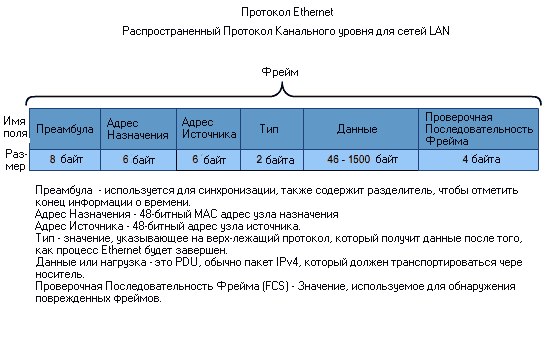 Протокол Ethernet
Распространенный Протокол Канального уровня для сетей LAN
Фрейм
Имя поля
Преамбула
Адрес Назначения
Адрес Источника
Тип
Данные
Проверочная Последовательность Фрейма
Раз-мер
8 байт
6 байт
6 байт
2 байта
46 - 1500 байт
4 байта
Преамбула - используется для синхронизации, также содержит разделитель, чтобы отметить
конец информации о времени.
Адрес Назначения - 48-битный MAC адрес узла назначения
Адрес Источника - 48-битный адрес узла источника.
Тип - значение, указывающее на верх-лежащий протокол, который получит данные после того,
как процесс Ethernet будет завершен.
Данные или нагрузка - это PDU, обычно пакет IPv4, который должен транспортироваться чере
носитель.
Проверочная Последовательность Фрейма (FCS) - Значение, используемое для обнаружения
поврежденных фреймов.